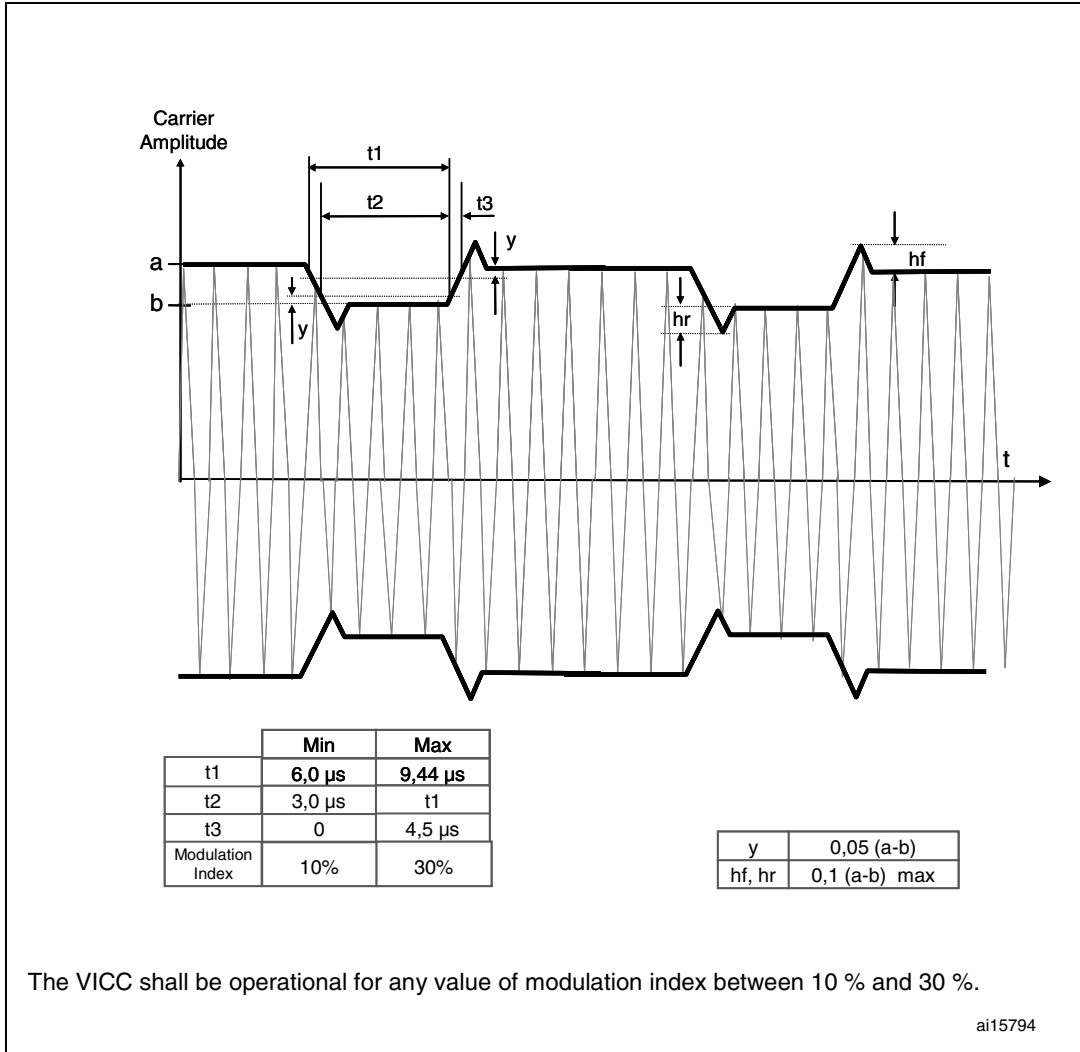 Carrier
Amplitude
t1
t2
t3
y
a
hf
b
hr
y
t
Min Max
t1 6,0 µs 9,44 µs
t2 3,0 µs t1
t3 0 4,5 µs
Modulation
Index 10% 30%
y 0,05 (a-b)
hf, hr 0,1 (a-b) max
The VICC shall be operational for any value of modulation index between 10 % and 30 %.
ai15794